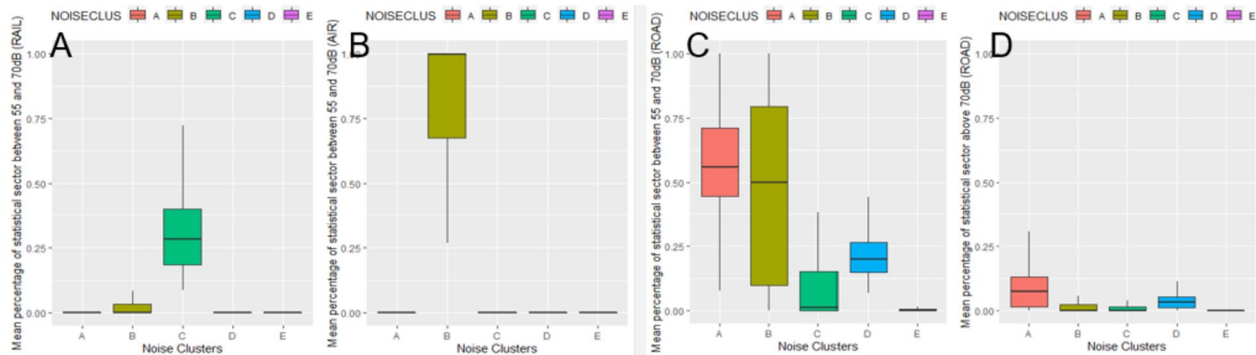 NOISECLUS A B C D E
A
Mean percentage of statistical sector between 55 and 70dB (RAIL)
1.00
0.75
0.50
0.25
0.00
A B C D E
Noise Clusters
NOISECLUS A B C D E
B
Mean percentage of statistical sector between 55 and 70dB (AIR)
1.00
0.75
0.50
0.25
0.00
A B C D E
Noise Clusters
NOISECLUS A B C D E
C
Mean percentage of statistical sector between 55 and 70dB (ROAD)
1.00
0.75
0.50
0.25
0.00
A B C D E
Noise Clusters
NOISECLUS A B C D E
D
Mean percentage of statistical sector above 70dB (ROAD)
1.00
0.75
0.50
0.25
0.00
A B C D E
Noise Clusters